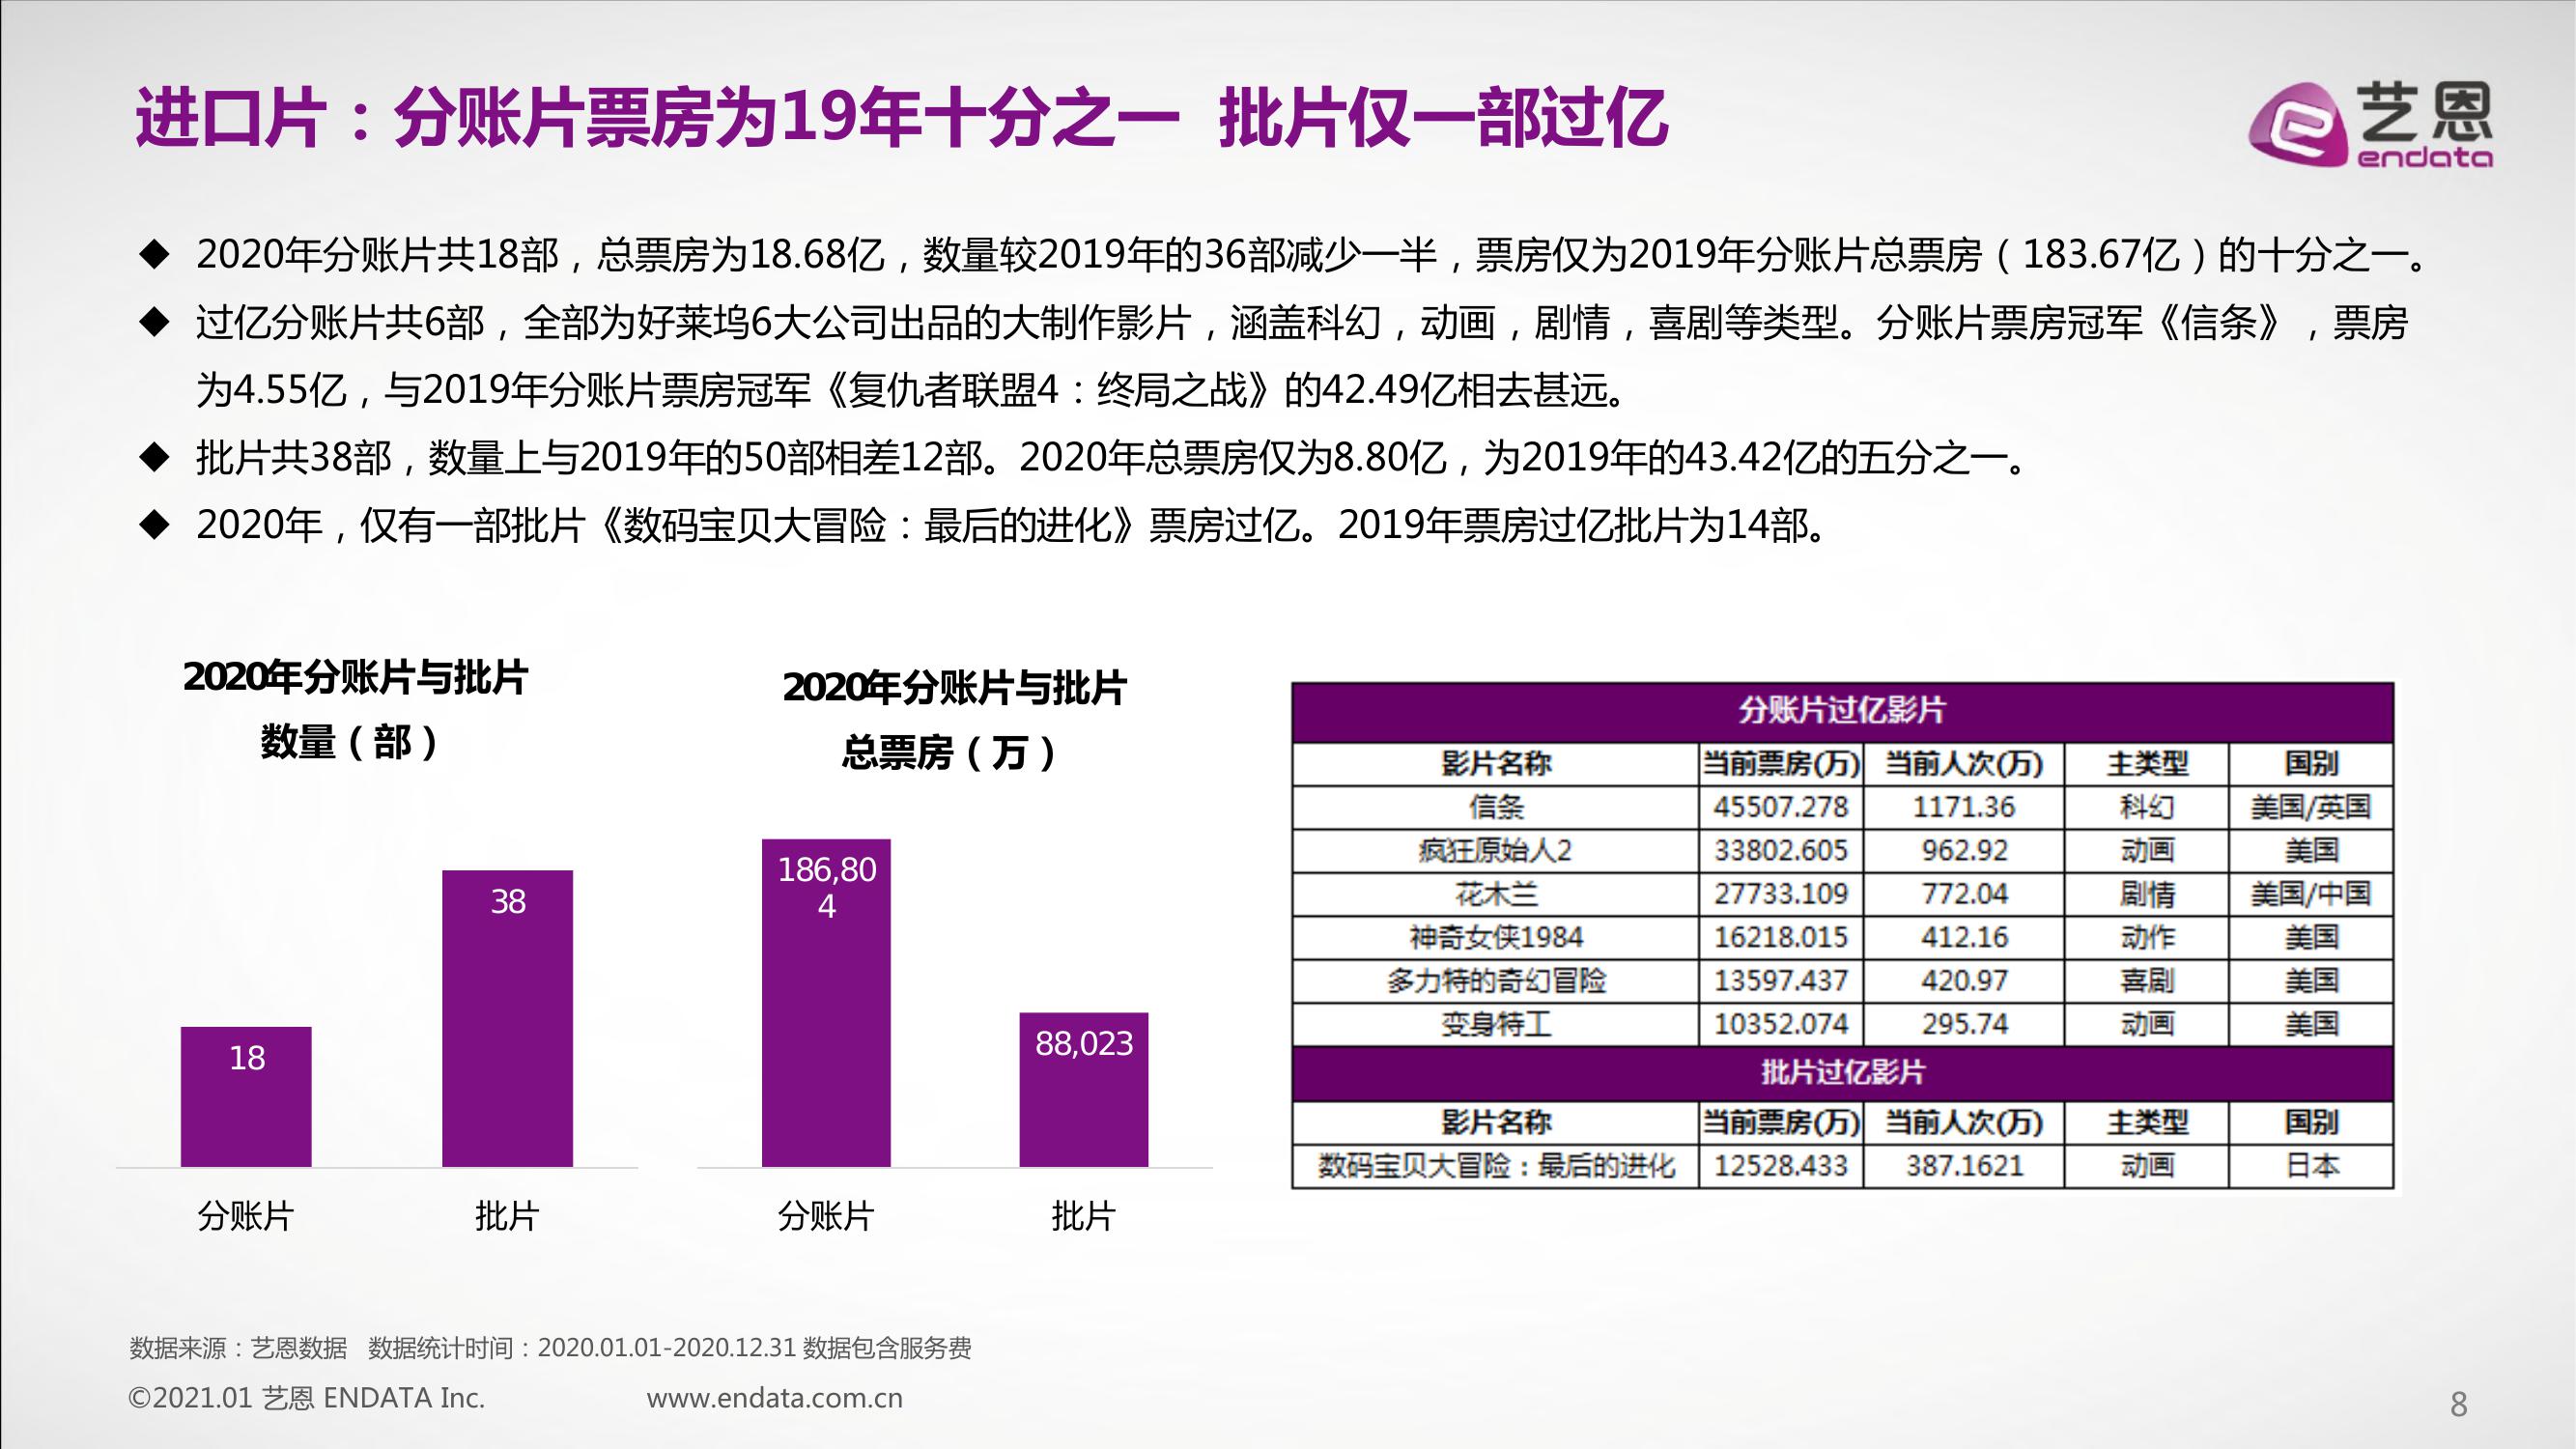 进口片：分账片票房为19年十分之一 批片仅一部过亿
艺恩
endata
◆ 2020年分账片共18部，总票房为18.68亿，数量较2019年的36部减少一半，票房仅为2019年分账片总票房（183.67亿）的十分之一。
◆ 过亿分账片共6部，全部为好莱坞6大公司出品的大制作影片，涵盖科幻，动画，剧情，喜剧等类型。分账片票房冠军《信条》，票房
为4.55亿，与2019年分账片票房冠军《复仇者联盟4：终局之战》的42.49亿相去甚远。
◆ 批片共38部，数量上与2019年的50部相差12部。2020年总票房仅为8.80亿，为2019年的43.42亿的五分之一。
◆ 2020年，仅有一部批片《数码宝贝大冒险：最后的进化》票房过亿。2019年票房过亿批片为14部。
2020年分账片与批片
数量（部）
18
38
分账片 批片
2020年分账片与批片
总票房（万）
186,80
4
88,023
分账片 批片
分账片过亿影片
影片名称 当前票房(万) 当前人次(万) 主类型 国别
信条 45507.278 1171.36 科幻 美国/英国
疯狂原始人2 33802.605 962.92 动画 美国
花木兰 27733.109 772.04 剧情 美国/中国
神奇女侠1984 16218.015 412.16 动作 美国
多力特的奇幻冒险 13597.437 420.97 喜剧 美国
变身特工 10352.074 295.74 动画 美国
批片过亿影片
影片名称 当前票房(万) 当前人次(万) 主类型 国别
数码宝贝大冒险：最后的进化 12528.433 387.1621 动画 日本
数据来源：艺恩数据 数据统计时间：2020.01.01-2020.12.31 数据包含服务费
©2021.01 艺恩 ENDATA Inc. www.endata.com.cn
8